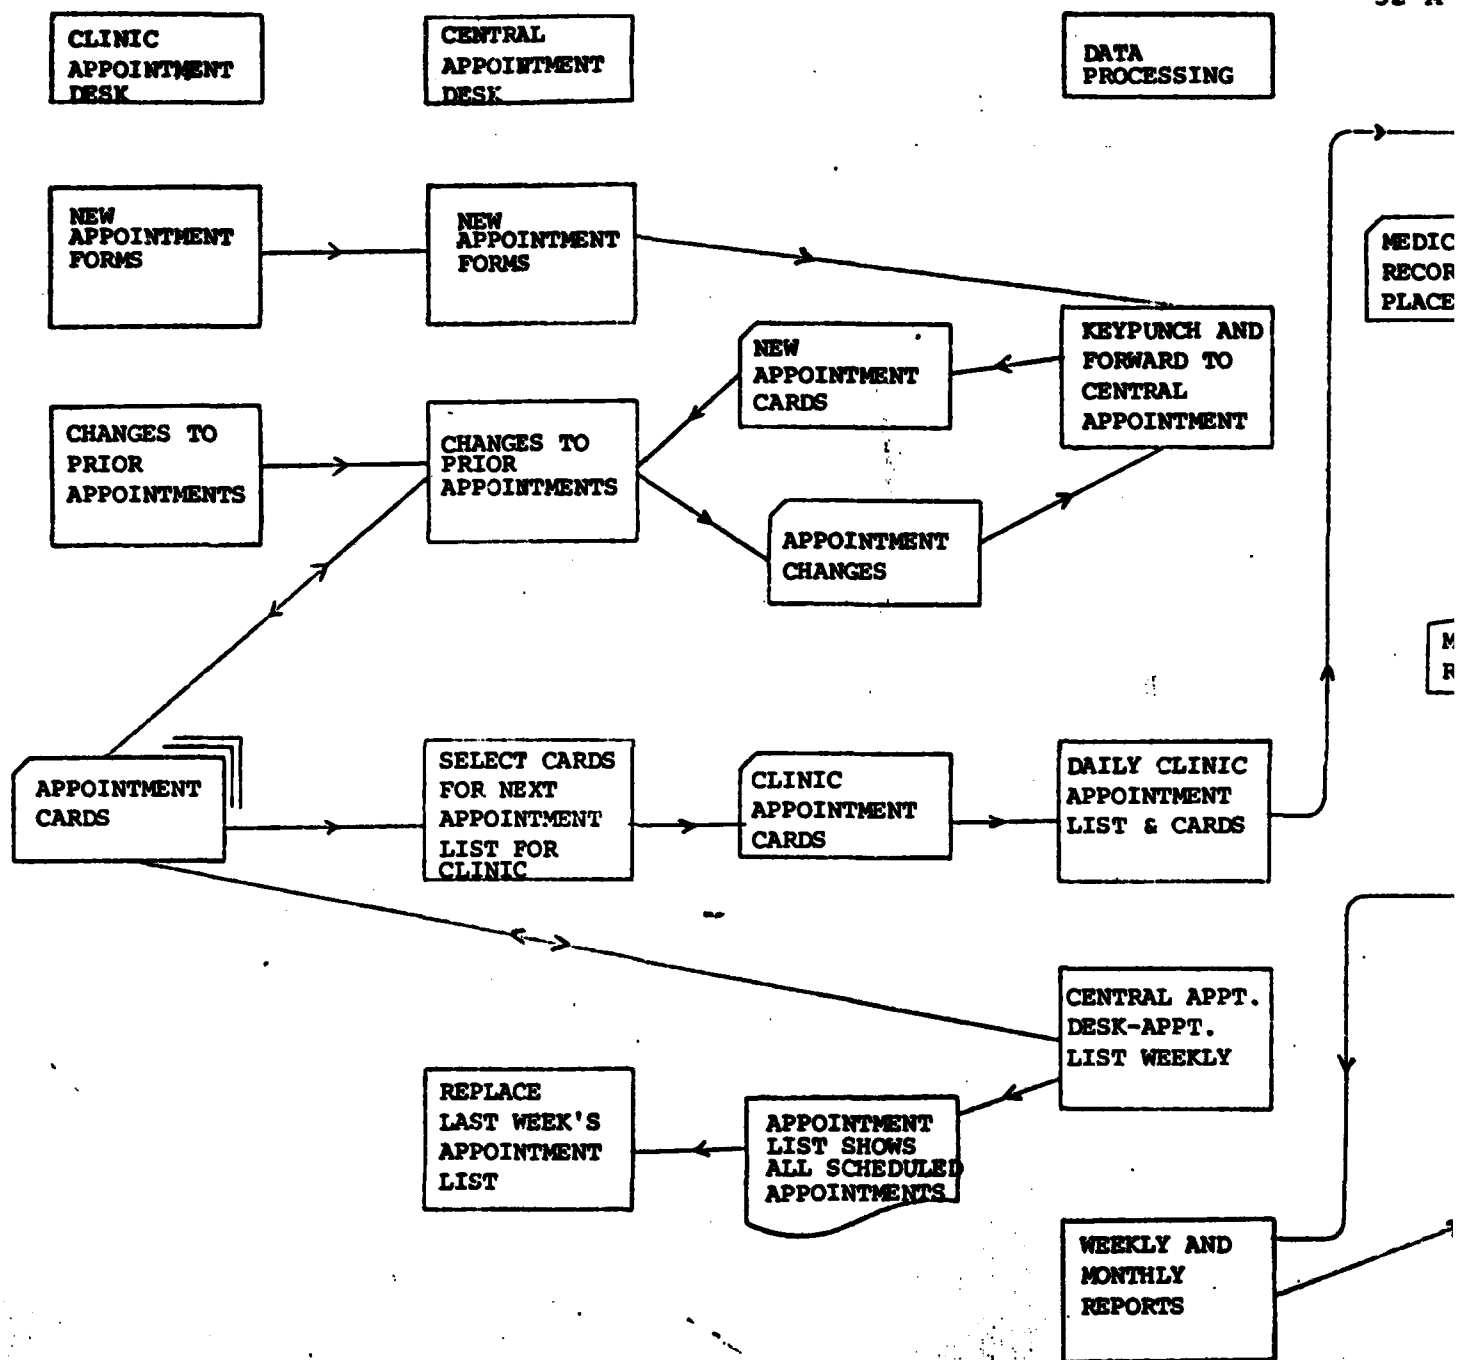 CLINIC
APPOINTMENT
DESK
CENTRAL
APPOINTMENT
DESK
DATA
PROCESSING
NEW
APPOINTMENT
FORMS
NEW
APPOINTMENT
FORMS
MEDIC
RECOR
PLACE
KEYPUNCH AND
FORWARD TO
CENTRAL
APPOINTMENT
NEW
APPOINTMENT
CARDS
CHANGES TO
PRIOR
APPOINTMENTS
CHANGES TO
PRIOR
APPOINTMENTS
APPOINTMENT
CHANGES
M
R
APPOINTMENT
CARDS
SELECT CARDS
FOR NEXT
APPOINTMENT
LIST FOR
CLINIC
CLINIC
APPOINTMENT
CARDS
DAILY CLINIC
APPOINTMENT
LIST & CARDS
CENTRAL APPT.
DESK-APPT.
LIST WEEKLY
REPLACE
LAST WEEK'S
APPOINTMENT
LIST
APPOINTMENT
LIST SHOWS
ALL SCHEDULED
APPOINTMENTS
WEEKLY AND
MONTHLY
REPORTS